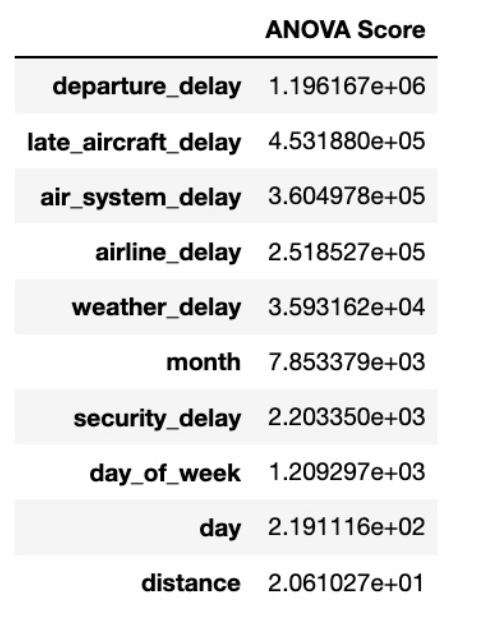 ANOVA Score
departure_delay 1.196167e+06
late_aircraft_delay 4.531880e+05
air_system_delay 3.604978e+05
airline_delay 2.518527e+05
weather_delay 3.593162e+04
month 7.853379e+03
security_delay 2.203350e+03
day_of_week 1.209297e+03
day 2.191116e+02
distance 2.061027e+01